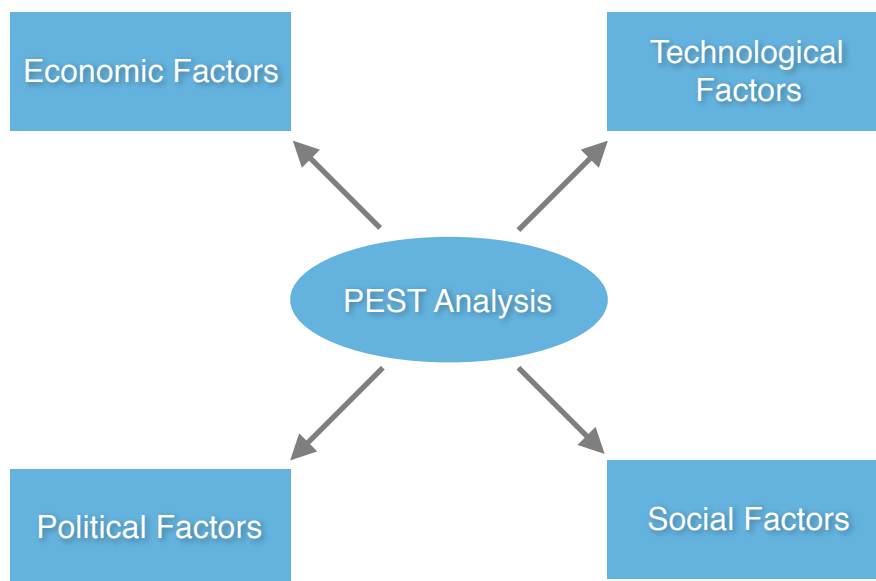 Economic Factors
Technological
Factors
PEST Analysis
Political Factors
Social Factors